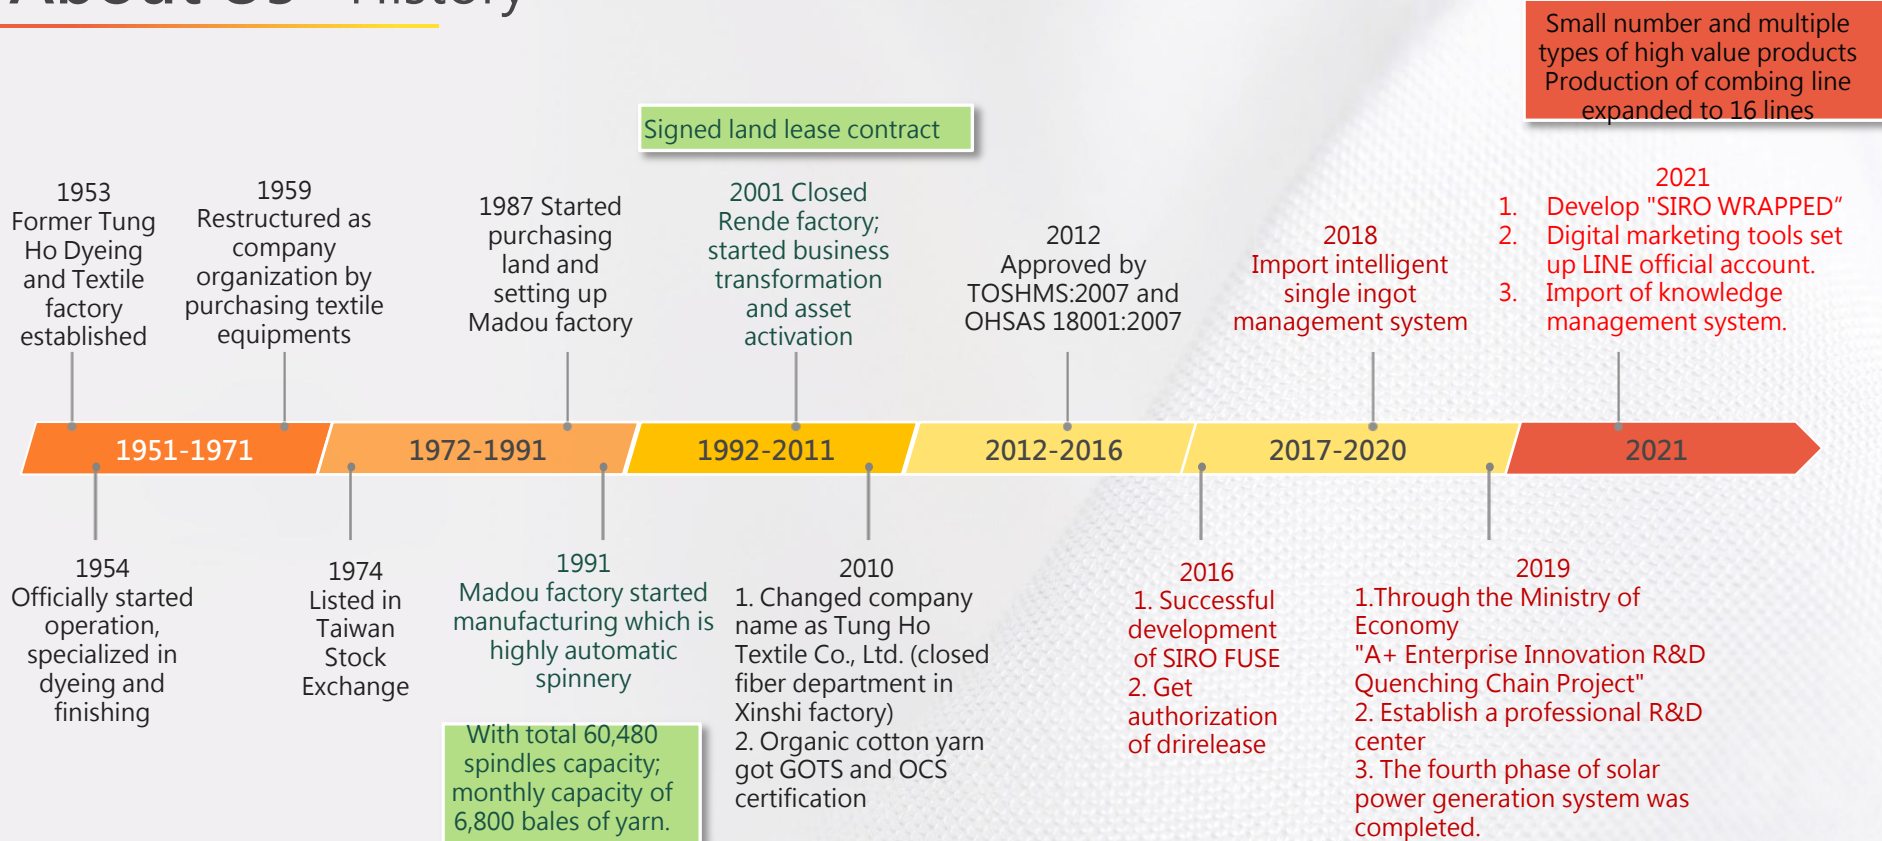 About Us - History
Small number and multiple
types of high value products
Production of combing line
expanded to 16 lines
Signed land lease contract
1953
Former Tung
Ho Dyeing
and Textile
factory
established
1959
Restructured as
company
organization by
purchasing textile
equipments
1987 Started
purchasing
land and
setting up
Madou factory
2001 Closed
Rende factory;
started business
transformation
and asset
activation
2012
Approved by
TOSHMS:2007 and
OHSAS 18001:2007
2018
Import intelligent
single ingot
management system
2021
1. Develop "SIRO WRAPPED"
2. Digital marketing tools set
up LINE official account.
3. Import of knowledge
management system.
1951-1971
1972-1991
1992-2011
2012-2016
2017-2020
2021
1954
Officially started
operation,
specialized in
dyeing and
finishing
1974
Listed in
Taiwan
Stock
Exchange
1991
Madou factory started
manufacturing which is
highly automatic
spinnery
With total 60,480
spindles capacity;
monthly capacity of
6,800 bales of yarn.
2010
1. Changed company
name as Tung Ho
Textile Co., Ltd. (closed
fiber department in
Xinshi factory)
2. Organic cotton yarn
got GOTS and OCS
certification
2016
1. Successful
development
of SIRO FUSE
2. Get
authorization
of drirelease
2019
1.Through the Ministry of
Economy
"A+ Enterprise Innovation R&D
Quenching Chain Project"
2. Establish a professional R&D
center
3. The fourth phase of solar
power generation system was
completed.